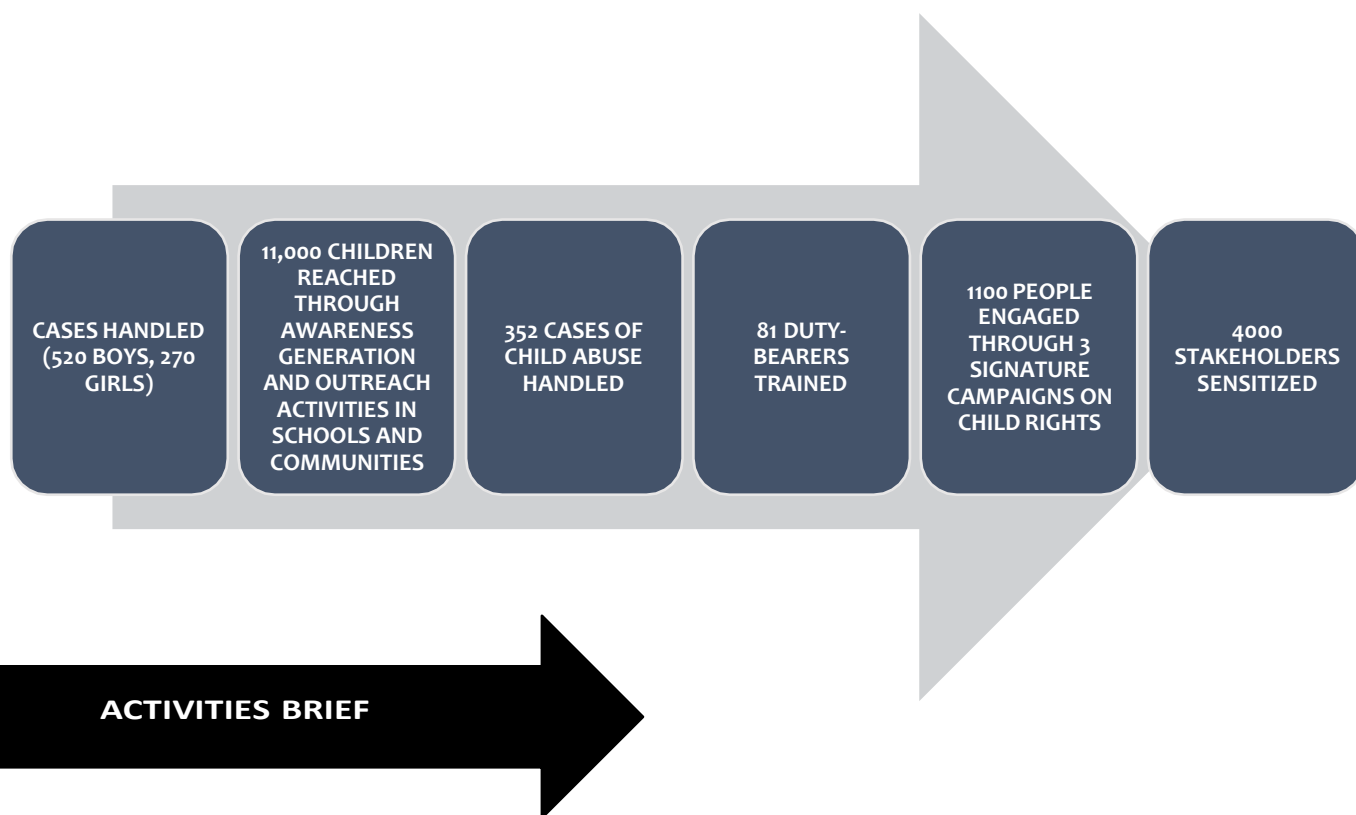 CASES HANDLED
(520 BOYS, 270
GIRLS)
11,000 CHILDREN
REACHED
THROUGH
AWARENESS
GENERATION
AND OUTREACH
ACTIVITIES IN
SCHOOLS AND
COMMUNITIES
352 CASES OF
CHILD ABUSE
HANDLED
81 DUTY-
BEARERS
TRAINED
1100 PEOPLE
ENGAGED
THROUGH 3
SIGNATURE
CAMPAIGNS ON
CHILD RIGHTS
4000
STAKEHOLDERS
SENSITIZED
ACTIVITIES BRIEF